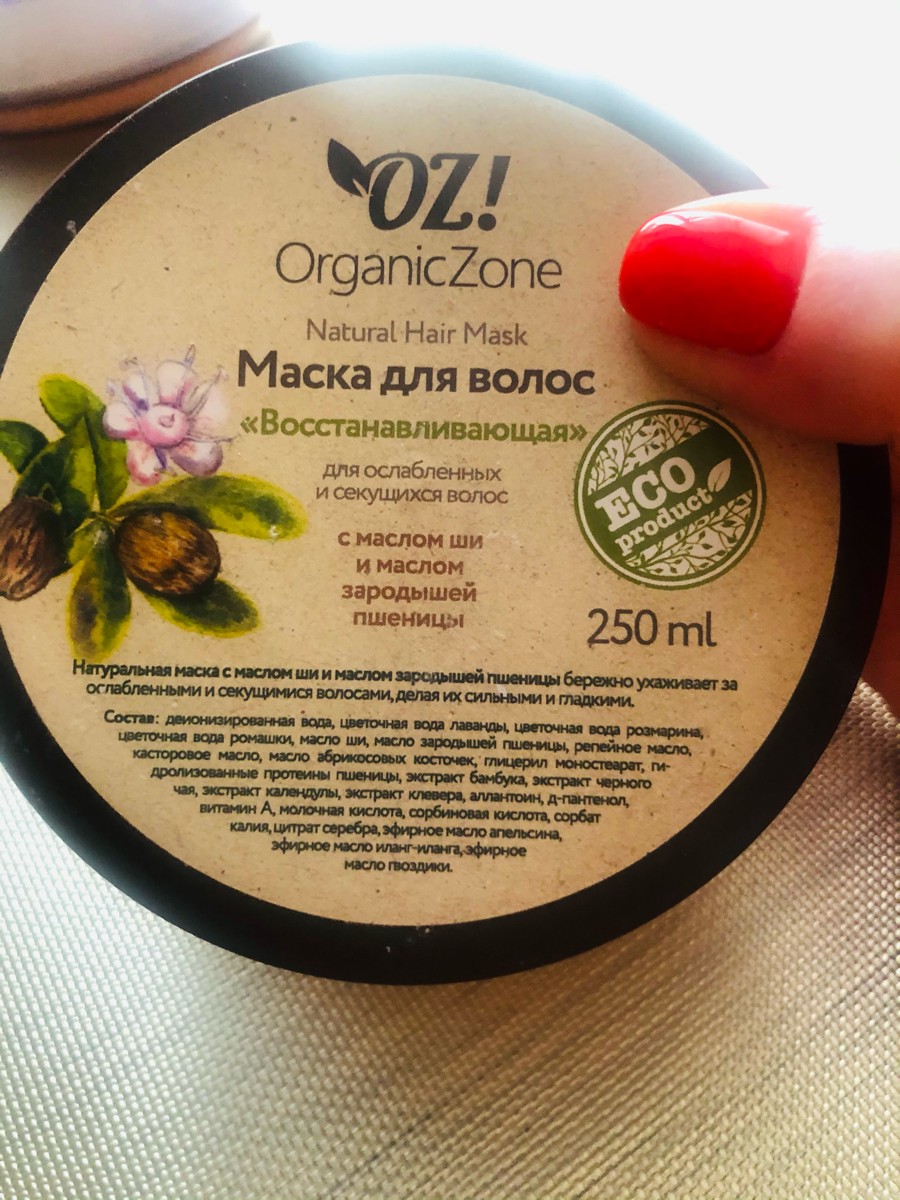 OZ!
OrganicZone
Natural Hair Mask
Маска для волос
«Восстанавливающая»
для ослабленных
и секущихся волос
с маслом ши
и маслом
зародышей
пшеницы
ECO
product
250 ml
Натуральная маска с маслом ши и маслом зародышей пшеницы бережно ухаживает за
ослабленными и секущимися волосами, делая их сильными и гладкими.
Состав: деионизированная вода, цветочная вода лаванды, цветочная вода розмарина,
цветочная вода ромашки, масло ши, масло зародышей пшеницы, репейное масло,
касторовое масло, масло абрикосовых косточек, глицерил моностеарат, ги-
дролизованные протеины пшеницы, экстракт бамбука, экстракт черного
чая, экстракт календулы, экстракт клевера, аллантоин, д-пантенол,
витамин А, молочная кислота, сорбиновая кислота, сорбат
калия, цитрат серебра, эфирное масло апельсина,
эфирное масло иланг-иланга, эфирное
масло гвоздики.